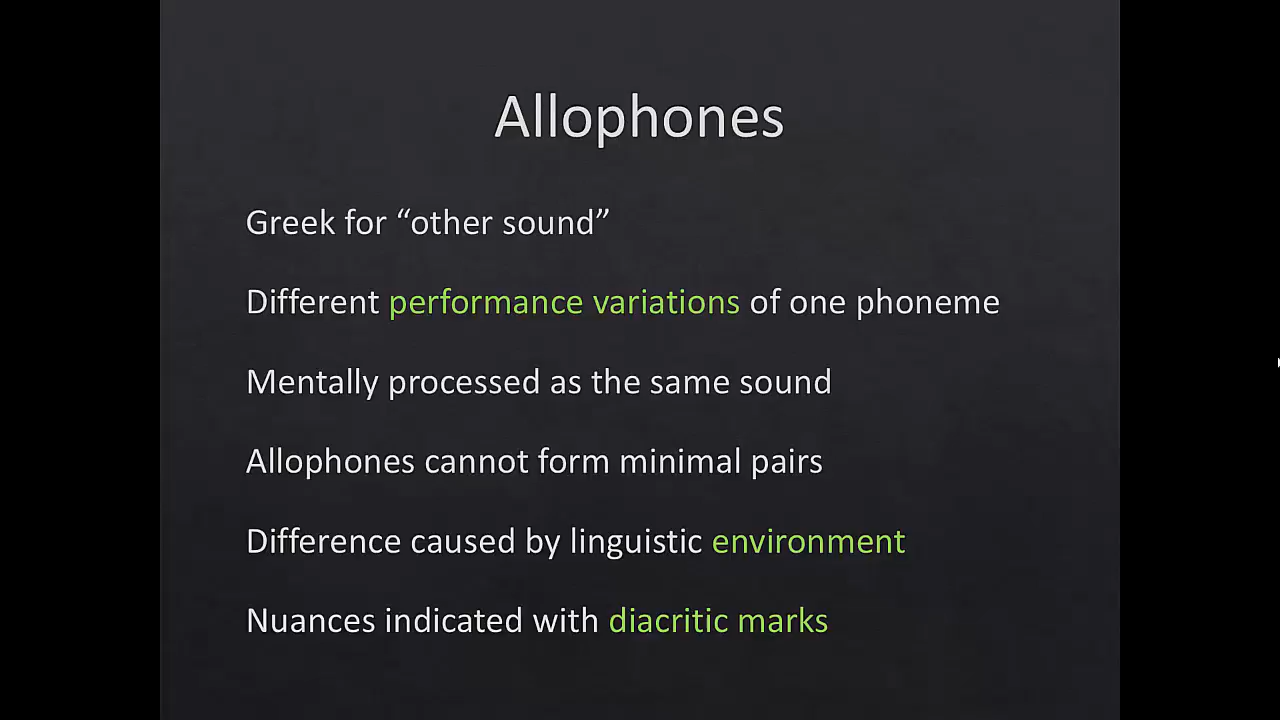 Allophones
Greek for “other sound”
Different performance variations of one phoneme
Mentally processed as the same sound
Allophones cannot form minimal pairs
Difference caused by linguistic environment
Nuances indicated with diacritic marks